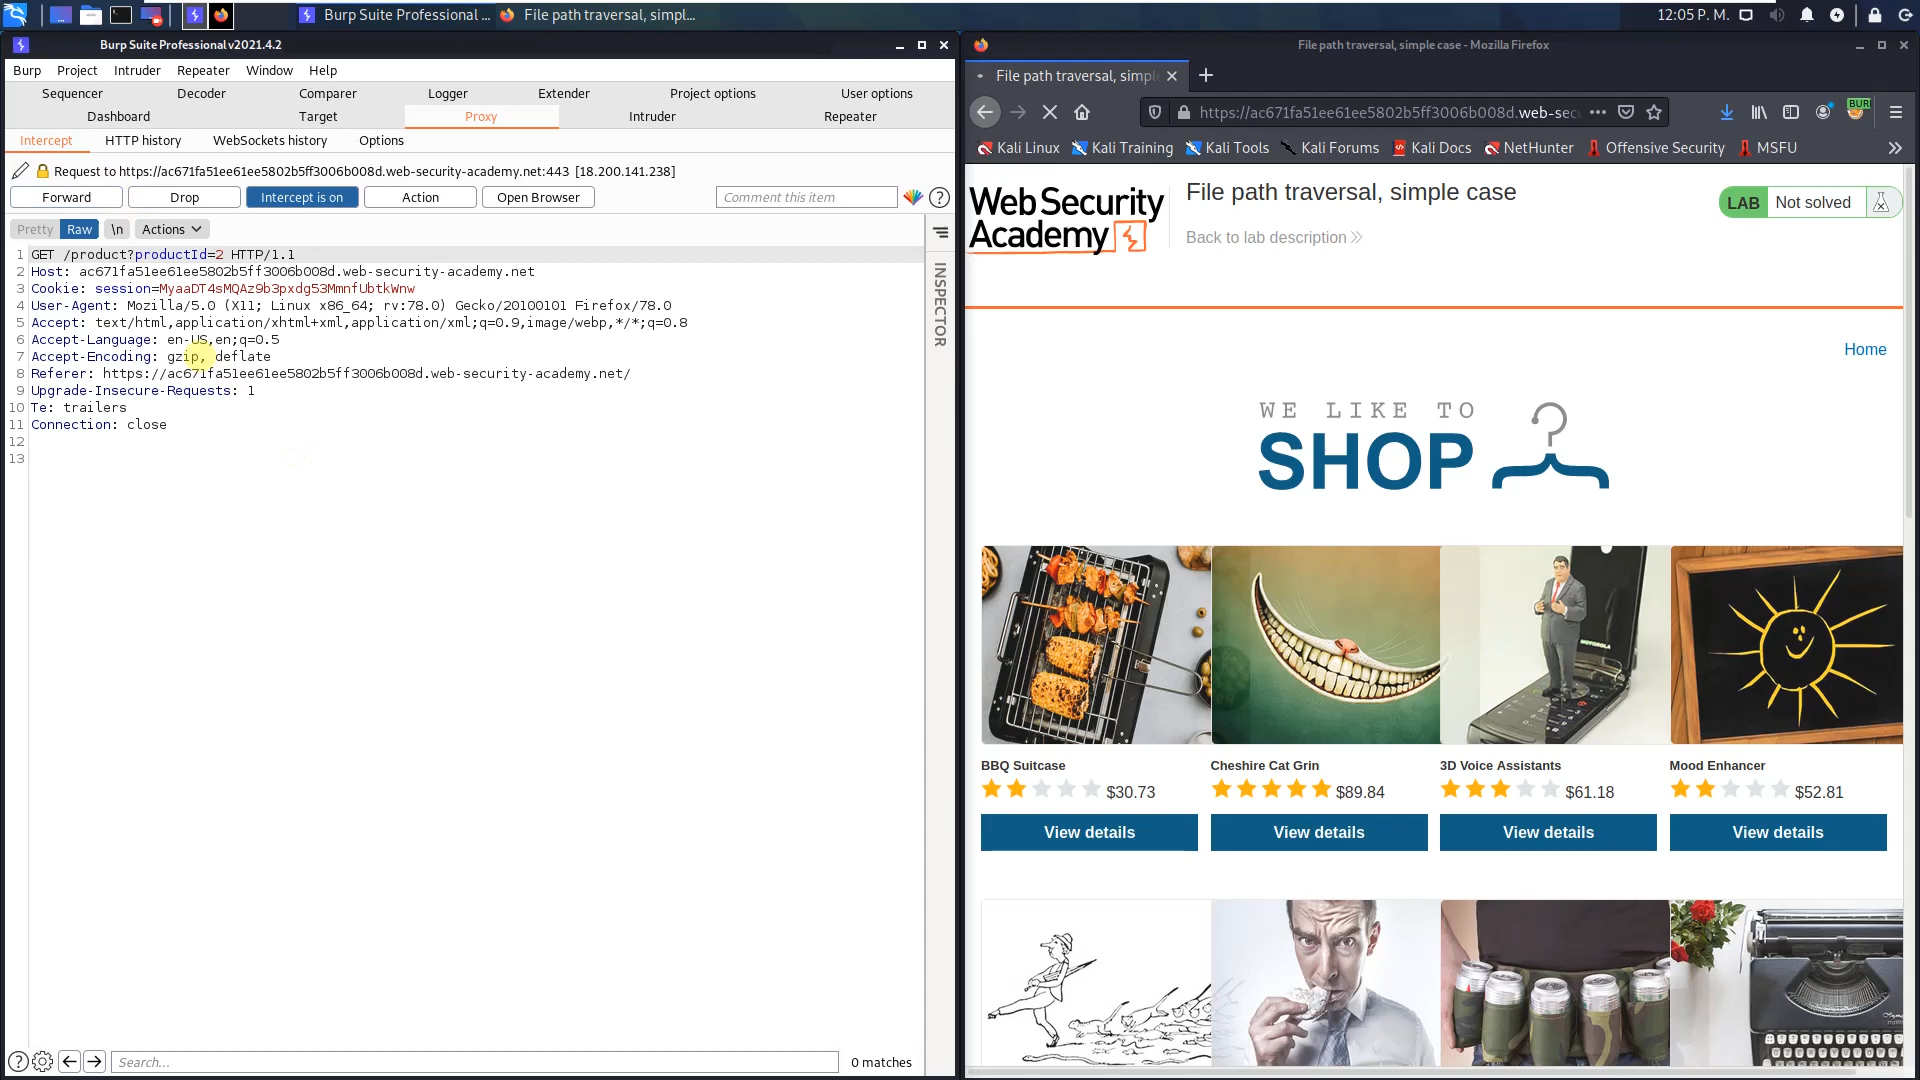 Burp Suite Professional ...
File path traversal, simpl...
12:05 P. M.
Burp Suite Professional v2021.4.2
Burp Project Intruder Repeater Window Help
Sequencer Decoder Comparer Logger Extender Project options User options
Dashboard Target Proxy Intruder Repeater
Intercept HTTP history WebSockets history Options
Request to https://ac671fa51ee61ee5802b5ff3006b008d.web-security-academy.net:443 [18.200.141.238]
Forward Drop Intercept is on Action Open Browser Comment this item
Pretty Raw \n Actions
1 GET /product?productId=2 HTTP/1.1
2 Host: ac671fa51ee61ee5802b5ff3006b008d.web-security-academy.net
3 Cookie: session=MyaaDT4sMQAz9b3pxdg53MmnfUbtkWnw
4 User-Agent: Mozilla/5.0 (X11; Linux x86_64; rv:78.0) Gecko/20100101 Firefox/78.0
5 Accept: text/html,application/xhtml+xml,application/xml;q=0.9,image/webp,*/*;q=0.8
6 Accept-Language: en-US,en;q=0.5
7 Accept-Encoding: gzip, deflate
8 Referer: https://ac671fa51ee61ee5802b5ff3006b008d.web-security-academy.net/
9 Upgrade-Insecure-Requests: 1
10 Te: trailers
11 Connection: close
12
13
INSPECTOR
Search...
0 matches
File path traversal, simple case - Mozilla Firefox
File path traversal, simpl
https://ac671fa51ee61ee5802b5ff3006b008d.web-sec
BUR
Kali Linux Kali Training Kali Tools Kali Forums Kali Docs NetHunter Offensive Security MSFU
Web Security
Academy
File path traversal, simple case
Back to lab description
LAB Not solved
Home
WE LIKE TO
SHOP
MOTOROLA
BBQ Suitcase Cheshire Cat Grin 3D Voice Assistants Mood Enhancer
$30.73 $89.84 $61.18 $52.81
View details View details View details View details